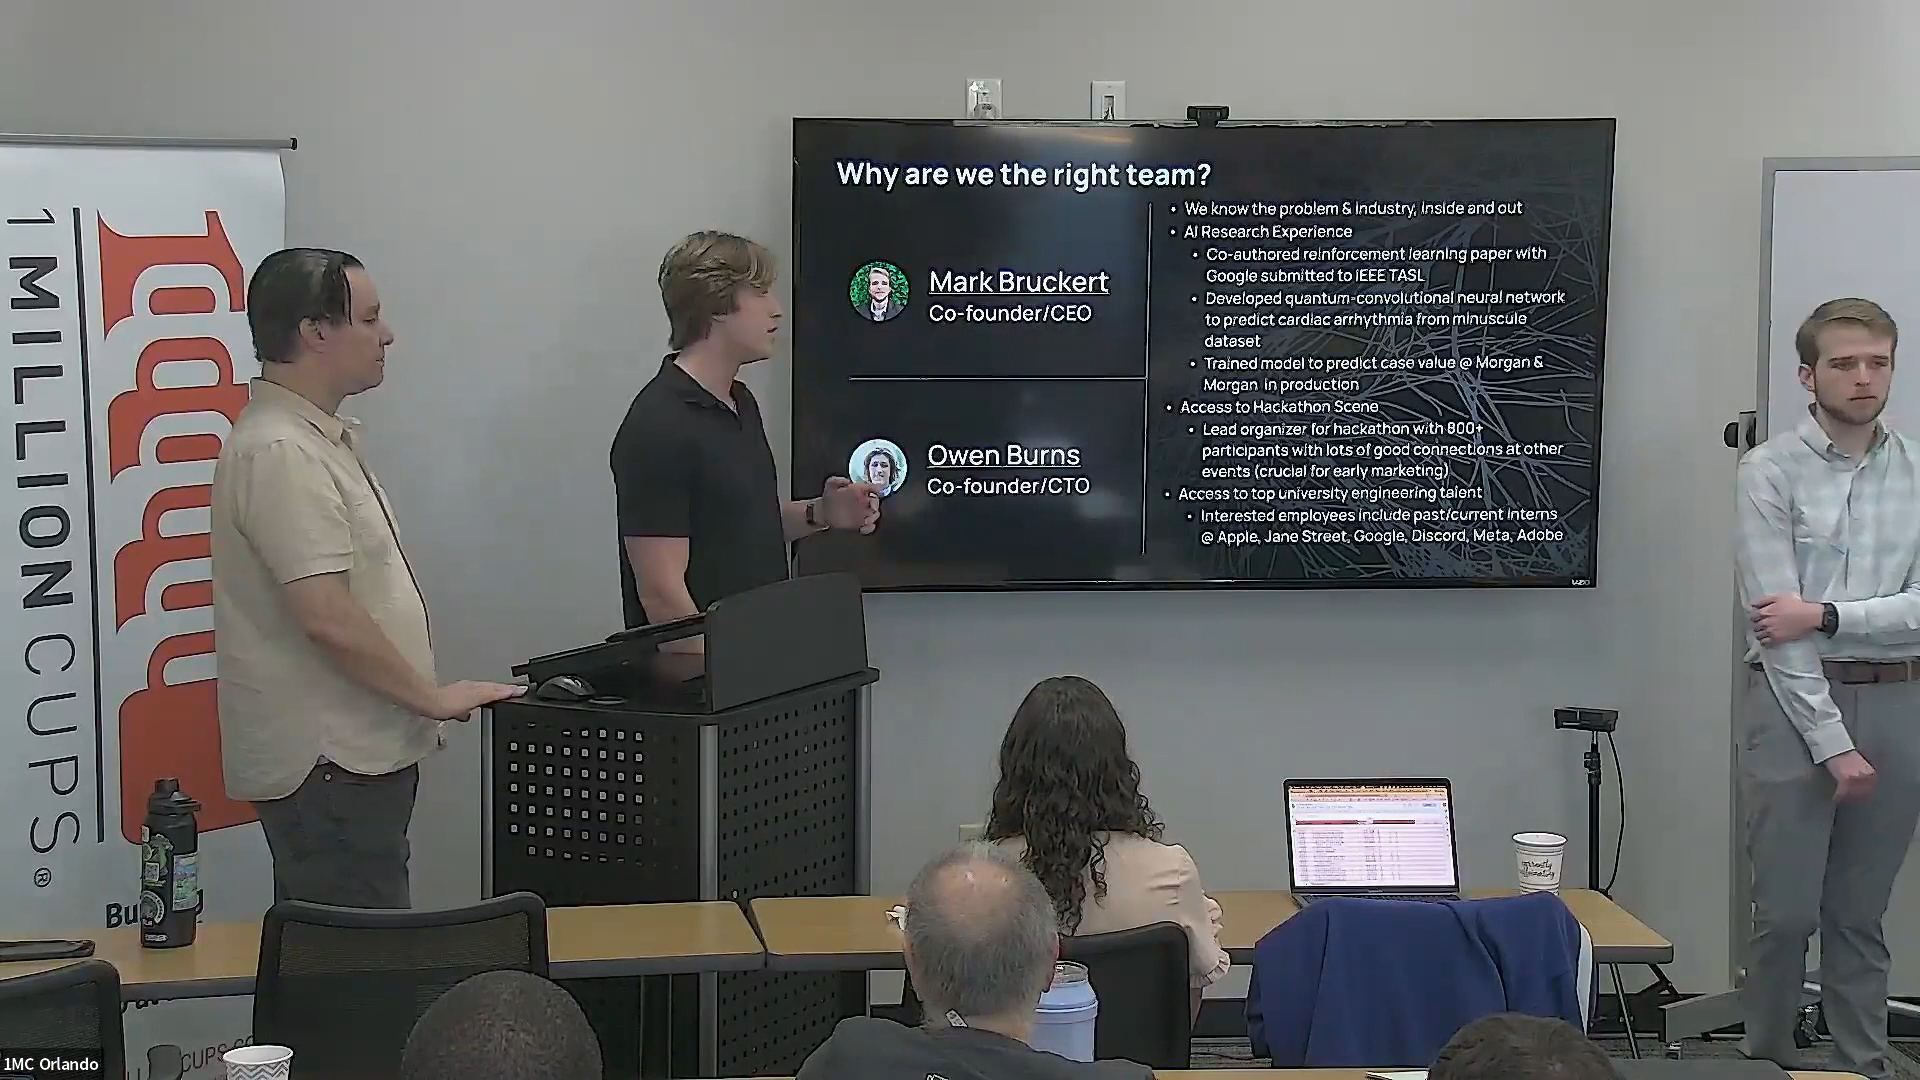 1MILLIONCUPS®
Why are we the right team?
Mark Bruckert
Co-founder/CEO
Owen Burns
Co-founder/CTO
• We know the problem & industry, inside and out
• AI Research Experience
• Co-authored reinforcement learning paper with
Google submitted to IEEE TASL
• Developed quantum-convolutional neural network
to predict cardiac arrhythmia from minuscule
dataset
• Trained model to predict case value @ Morgan &
Morgan in production
• Access to Hackathon Scene
• Lead organizer for hackathon with 800+
participants with lots of good connections at other
events (crucial for early marketing)
• Access to top university engineering talent
• Interested employees include past/current interns
@ Apple, Jane Street, Google, Discord, Meta, Adobe
VIZIO
1MC Orlando